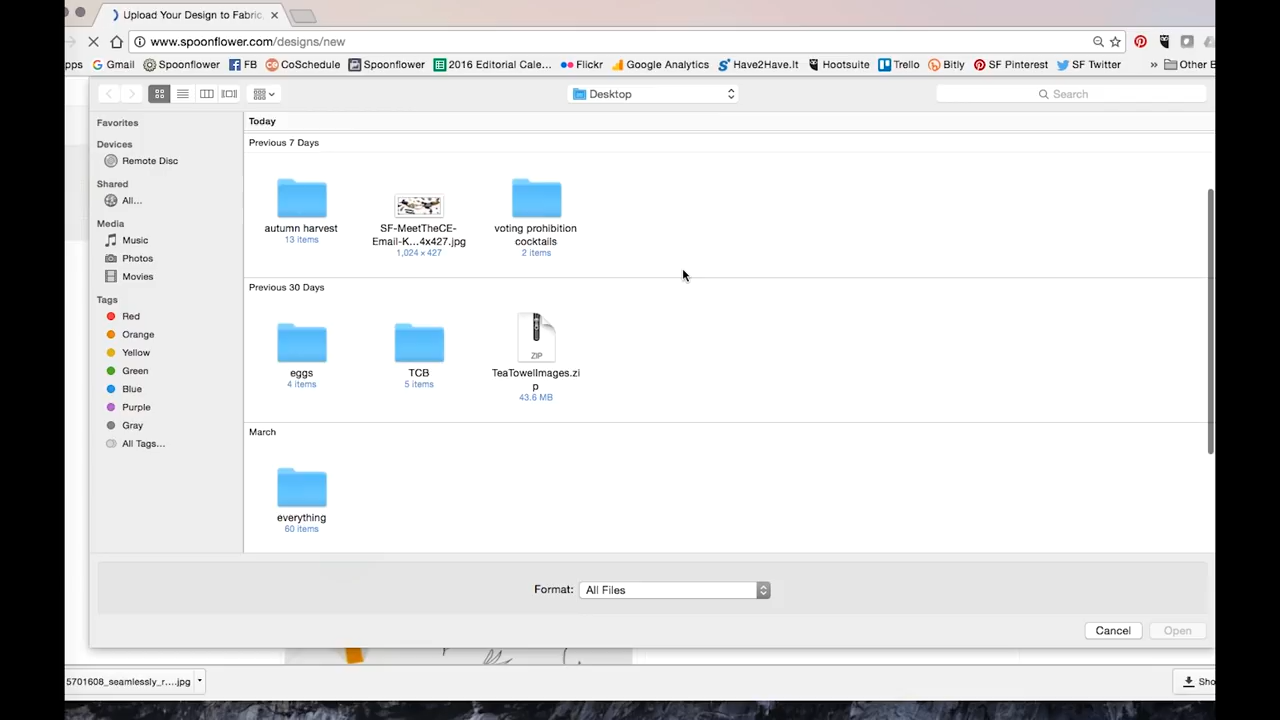 Upload Your Design to Fabric,
www.spoonflower.com/designs/new
pps Gmail Spoonflower FB CoSchedule Spoonflower 2016 Editorial Cale... Flickr Google Analytics Have2Have.It Hootsuite Trello Bitly SF Pinterest SF Twitter » Other B
Desktop
Search
Favorites
Devices
Remote Disc
Shared
All...
Media
Music
Photos
Movies
Tags
Red
Orange
Yellow
Green
Blue
Purple
Gray
All Tags...
Today
Previous 7 Days
autumn harvest
13 items
SF-MeetTheCE-
Email-K...4x427.jpg
1,024 × 427
voting prohibition
cocktails
2 items
Previous 30 Days
eggs
4 items
TCB
5 items
ZIP
TeaTowelImages.zi
p
43.6 MB
March
everything
60 items
Format: All Files
Cancel Open
5701608_seamlessly_r....jpg
Sho